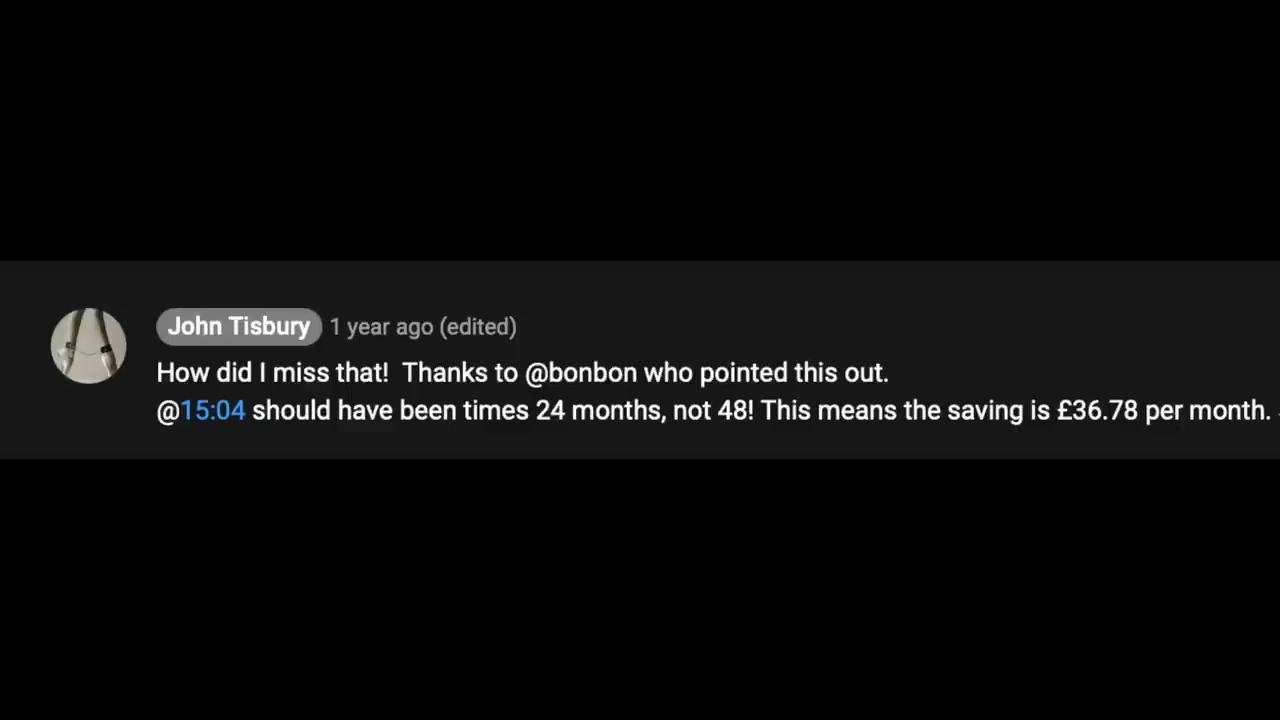 John Tisbury 1 year ago (edited)
How did I miss that!  Thanks to @bonbon who pointed this out.
@15:04 should have been times 24 months, not 48! This means the saving is £36.78 per month.